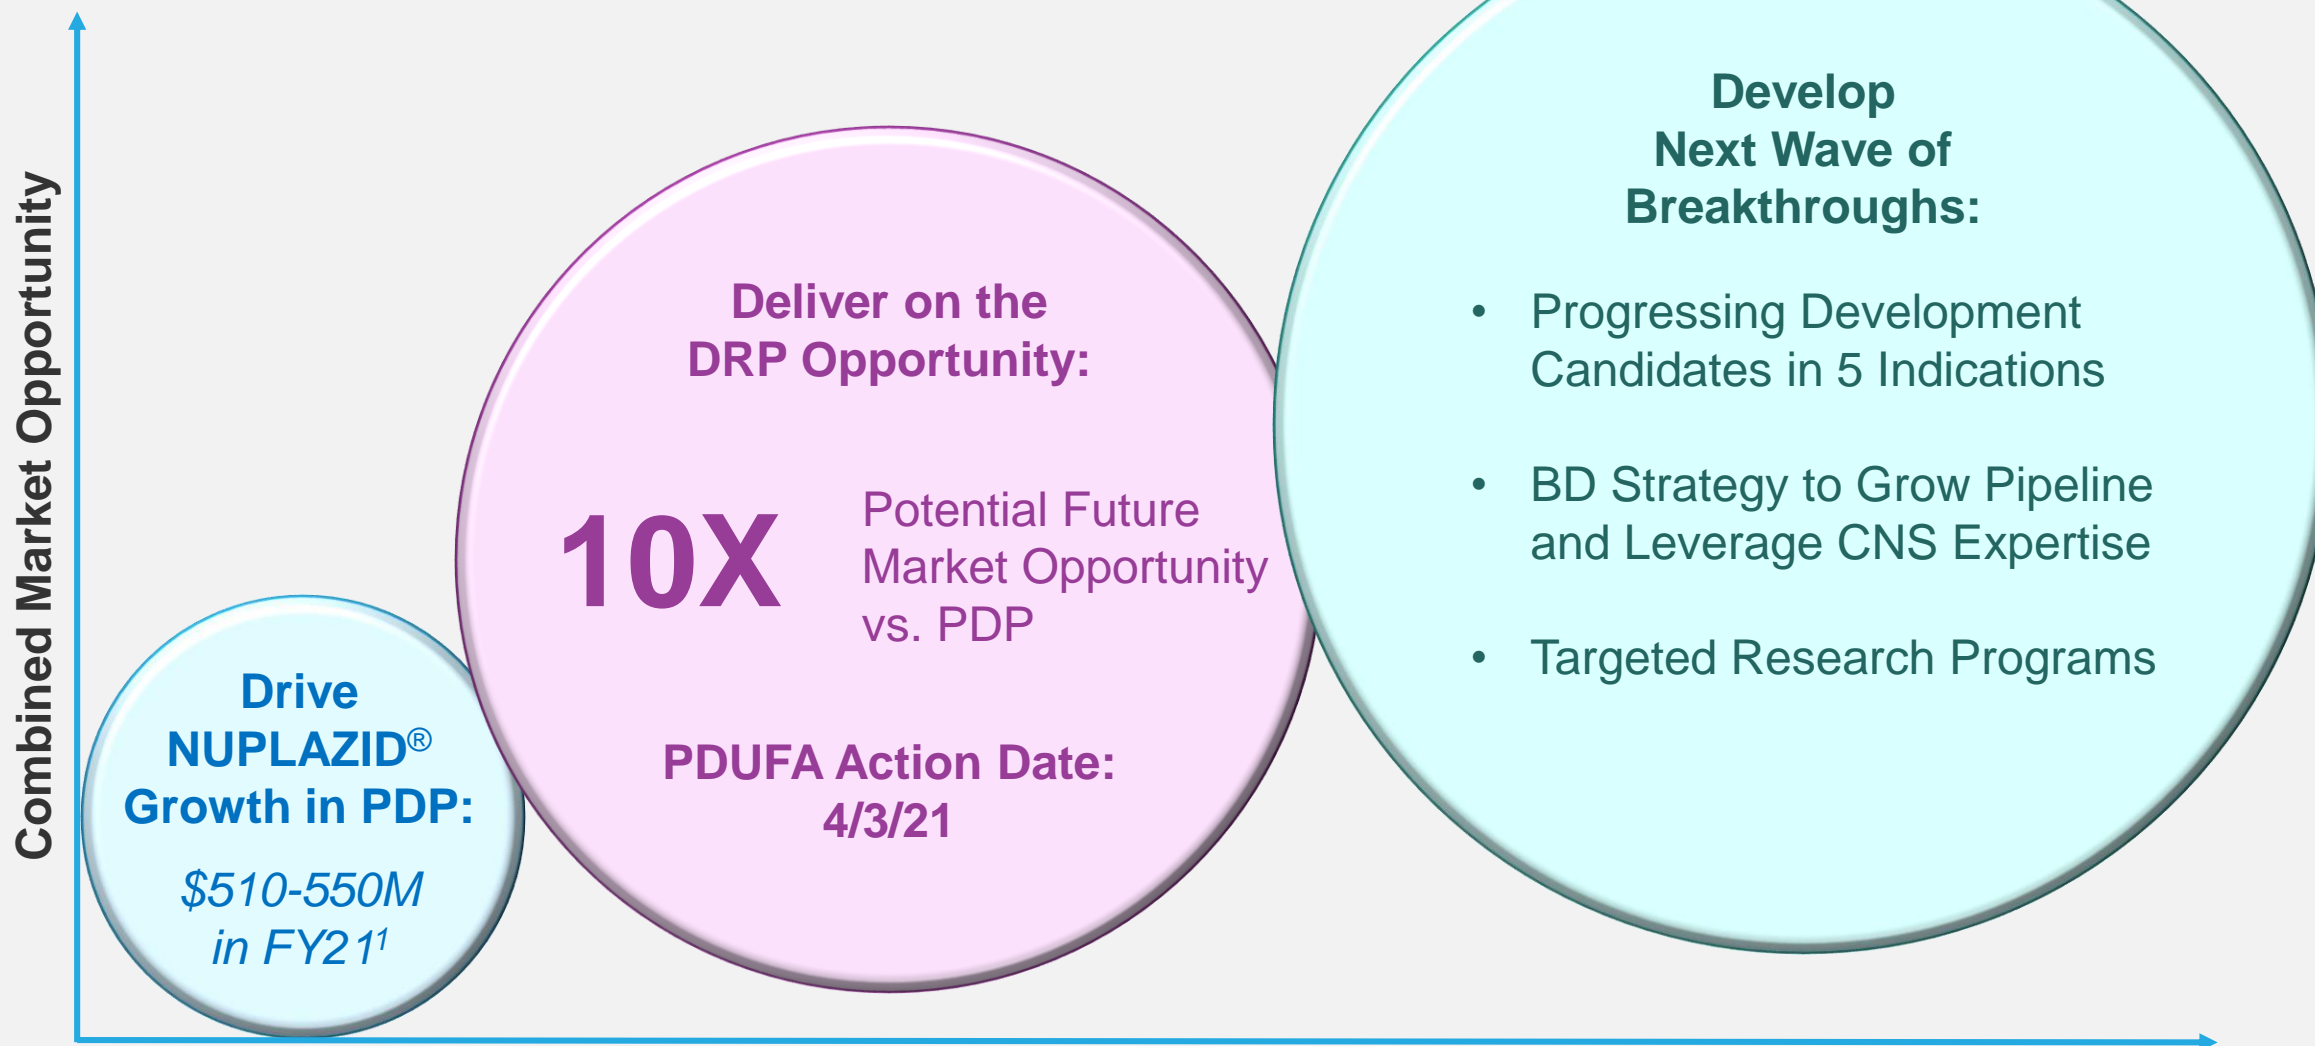 Combined Market Opportunity
Drive
NUPLAZID®
Growth in PDP:
$510-550M
in FY21¹
Deliver on the
DRP Opportunity:
10X
Potential Future
Market Opportunity
vs. PDP
PDUFA Action Date:
4/3/21
Develop
Next Wave of
Breakthroughs:
• Progressing Development
Candidates in 5 Indications
• BD Strategy to Grow Pipeline
and Leverage CNS Expertise
• Targeted Research Programs